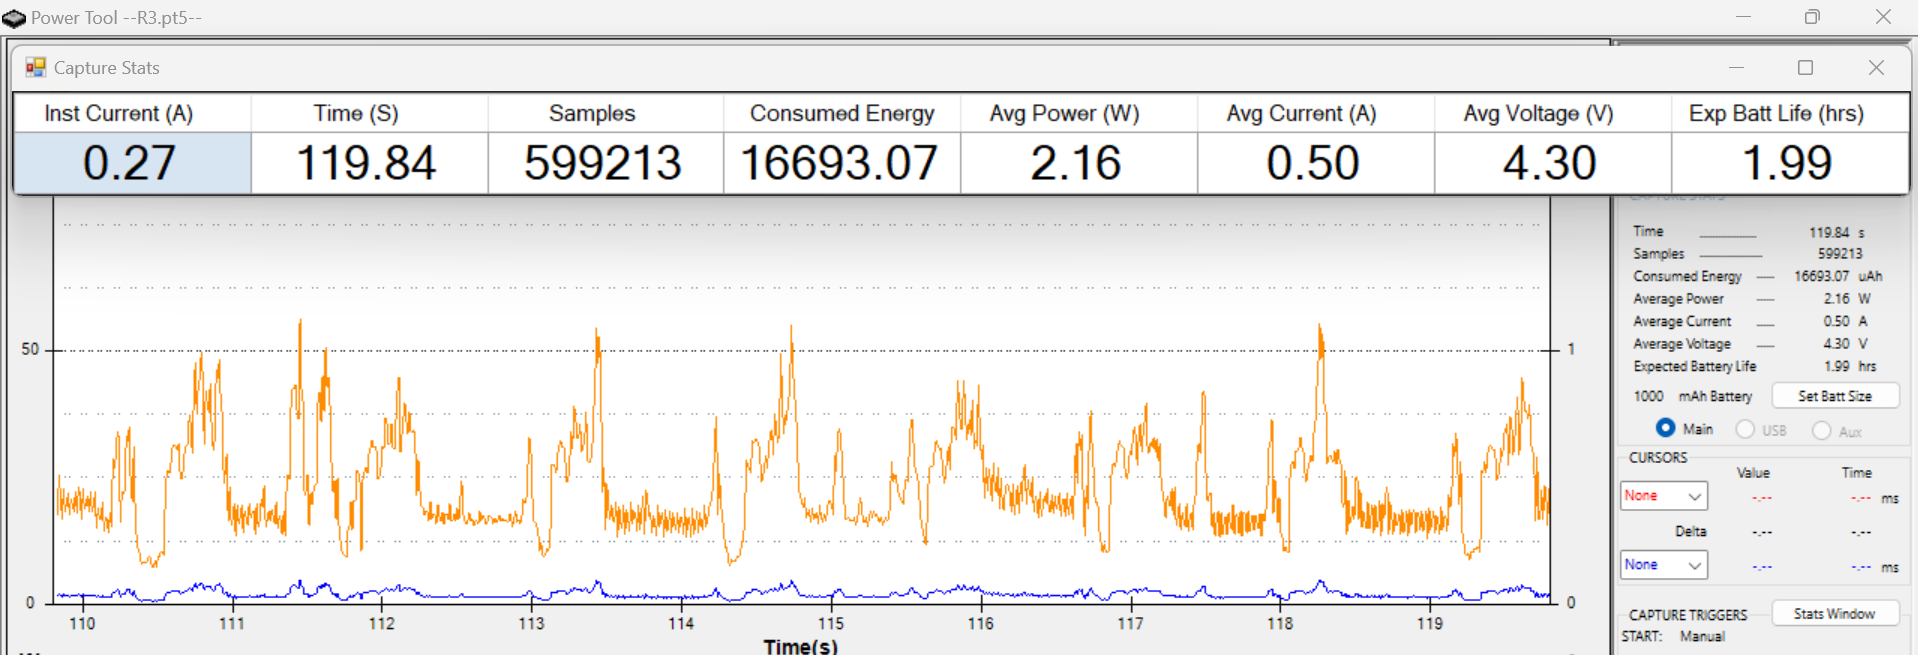 Power Tool --R3.pt5--
Capture Stats
Inst Current (A) Time (S) Samples Consumed Energy Avg Power (W) Avg Current (A) Avg Voltage (V) Exp Batt Life (hrs)
0.27 119.84 599213 16693.07 2.16 0.50 4.30 1.99
CAPTURE STATS
Time 119.84 s
Samples 599213
Consumed Energy 16693.07 uAh
Average Power 2.16 W
Average Current 0.50 A
Average Voltage 4.30 V
Expected Battery Life 1.99 hrs
1000 mAh Battery Set Batt Size
Main USB Aux
CURSORS
Value Time
None -.-- -.-- ms
Delta -.-- -.--
None -.-- -.-- ms
CAPTURE TRIGGERS Stats Window
START: Manual
50 1
0 0
110 111 112 113 114 115 116 117 118 119
Time(s)